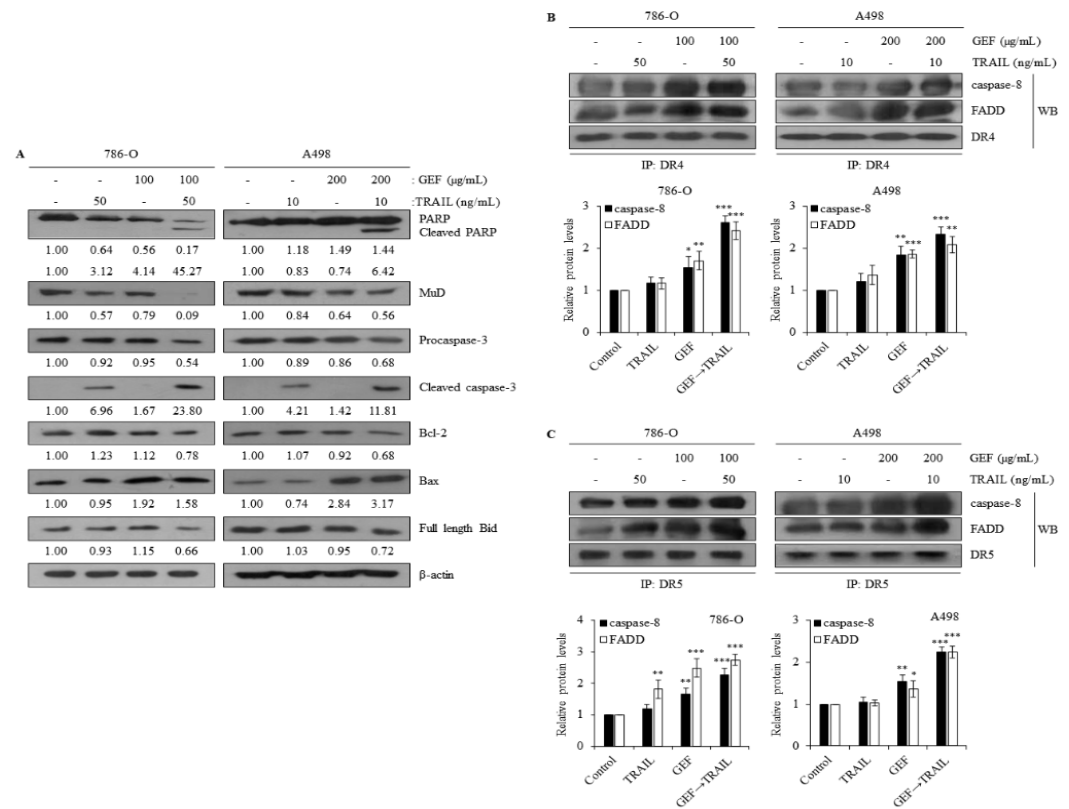 A
786-O A498
- - 100 100 - - 200 200 : GEF (μg/mL)
- 50 - 50 - 10 - 10 :TRAIL (ng/mL)
PARP
Cleaved PARP
1.00 0.64 0.56 0.17 1.00 1.18 1.49 1.44
1.00 3.12 4.14 45.27 1.00 0.83 0.74 6.42
MuD
1.00 0.57 0.79 0.09 1.00 0.84 0.64 0.56
Procaspase-3
1.00 0.92 0.95 0.54 1.00 0.89 0.86 0.68
Cleaved caspase-3
1.00 6.96 1.67 23.80 1.00 4.21 1.42 11.81
Bcl-2
1.00 1.23 1.12 0.78 1.00 1.07 0.92 0.68
Bax
1.00 0.95 1.92 1.58 1.00 0.74 2.84 3.17
Full length Bid
1.00 0.93 1.15 0.66 1.00 1.03 0.95 0.72
β-actin
B
786-O A498
- - 100 100 - - 200 200 GEF (μg/mL)
- 50 - 50 - 10 - 10 TRAIL (ng/mL)
caspase-8
FADD WB
DR4
IP: DR4 IP: DR4
786-O
Relative protein levels
3
2
1
0
caspase-8
FADD
* ** *** ***
Control TRAIL GEF GEF→TRAIL
A498
Relative protein levels
3
2
1
0
caspase-8
FADD
** *** *** **
Control TRAIL GEF GEF→TRAIL
C
786-O A498
- - 100 100 - - 200 200 GEF (μg/mL)
- 50 - 50 - 10 - 10 TRAIL (ng/mL)
caspase-8
FADD WB
DR5
IP: DR5 IP: DR5
786-O
Relative protein levels
4
3
2
1
0
caspase-8
FADD
** ** *** *** ***
Control TRAIL GEF GEF→TRAIL
A498
Relative protein levels
3
2
1
0
caspase-8
FADD
** * *** ***
Control TRAIL GEF GEF→TRAIL